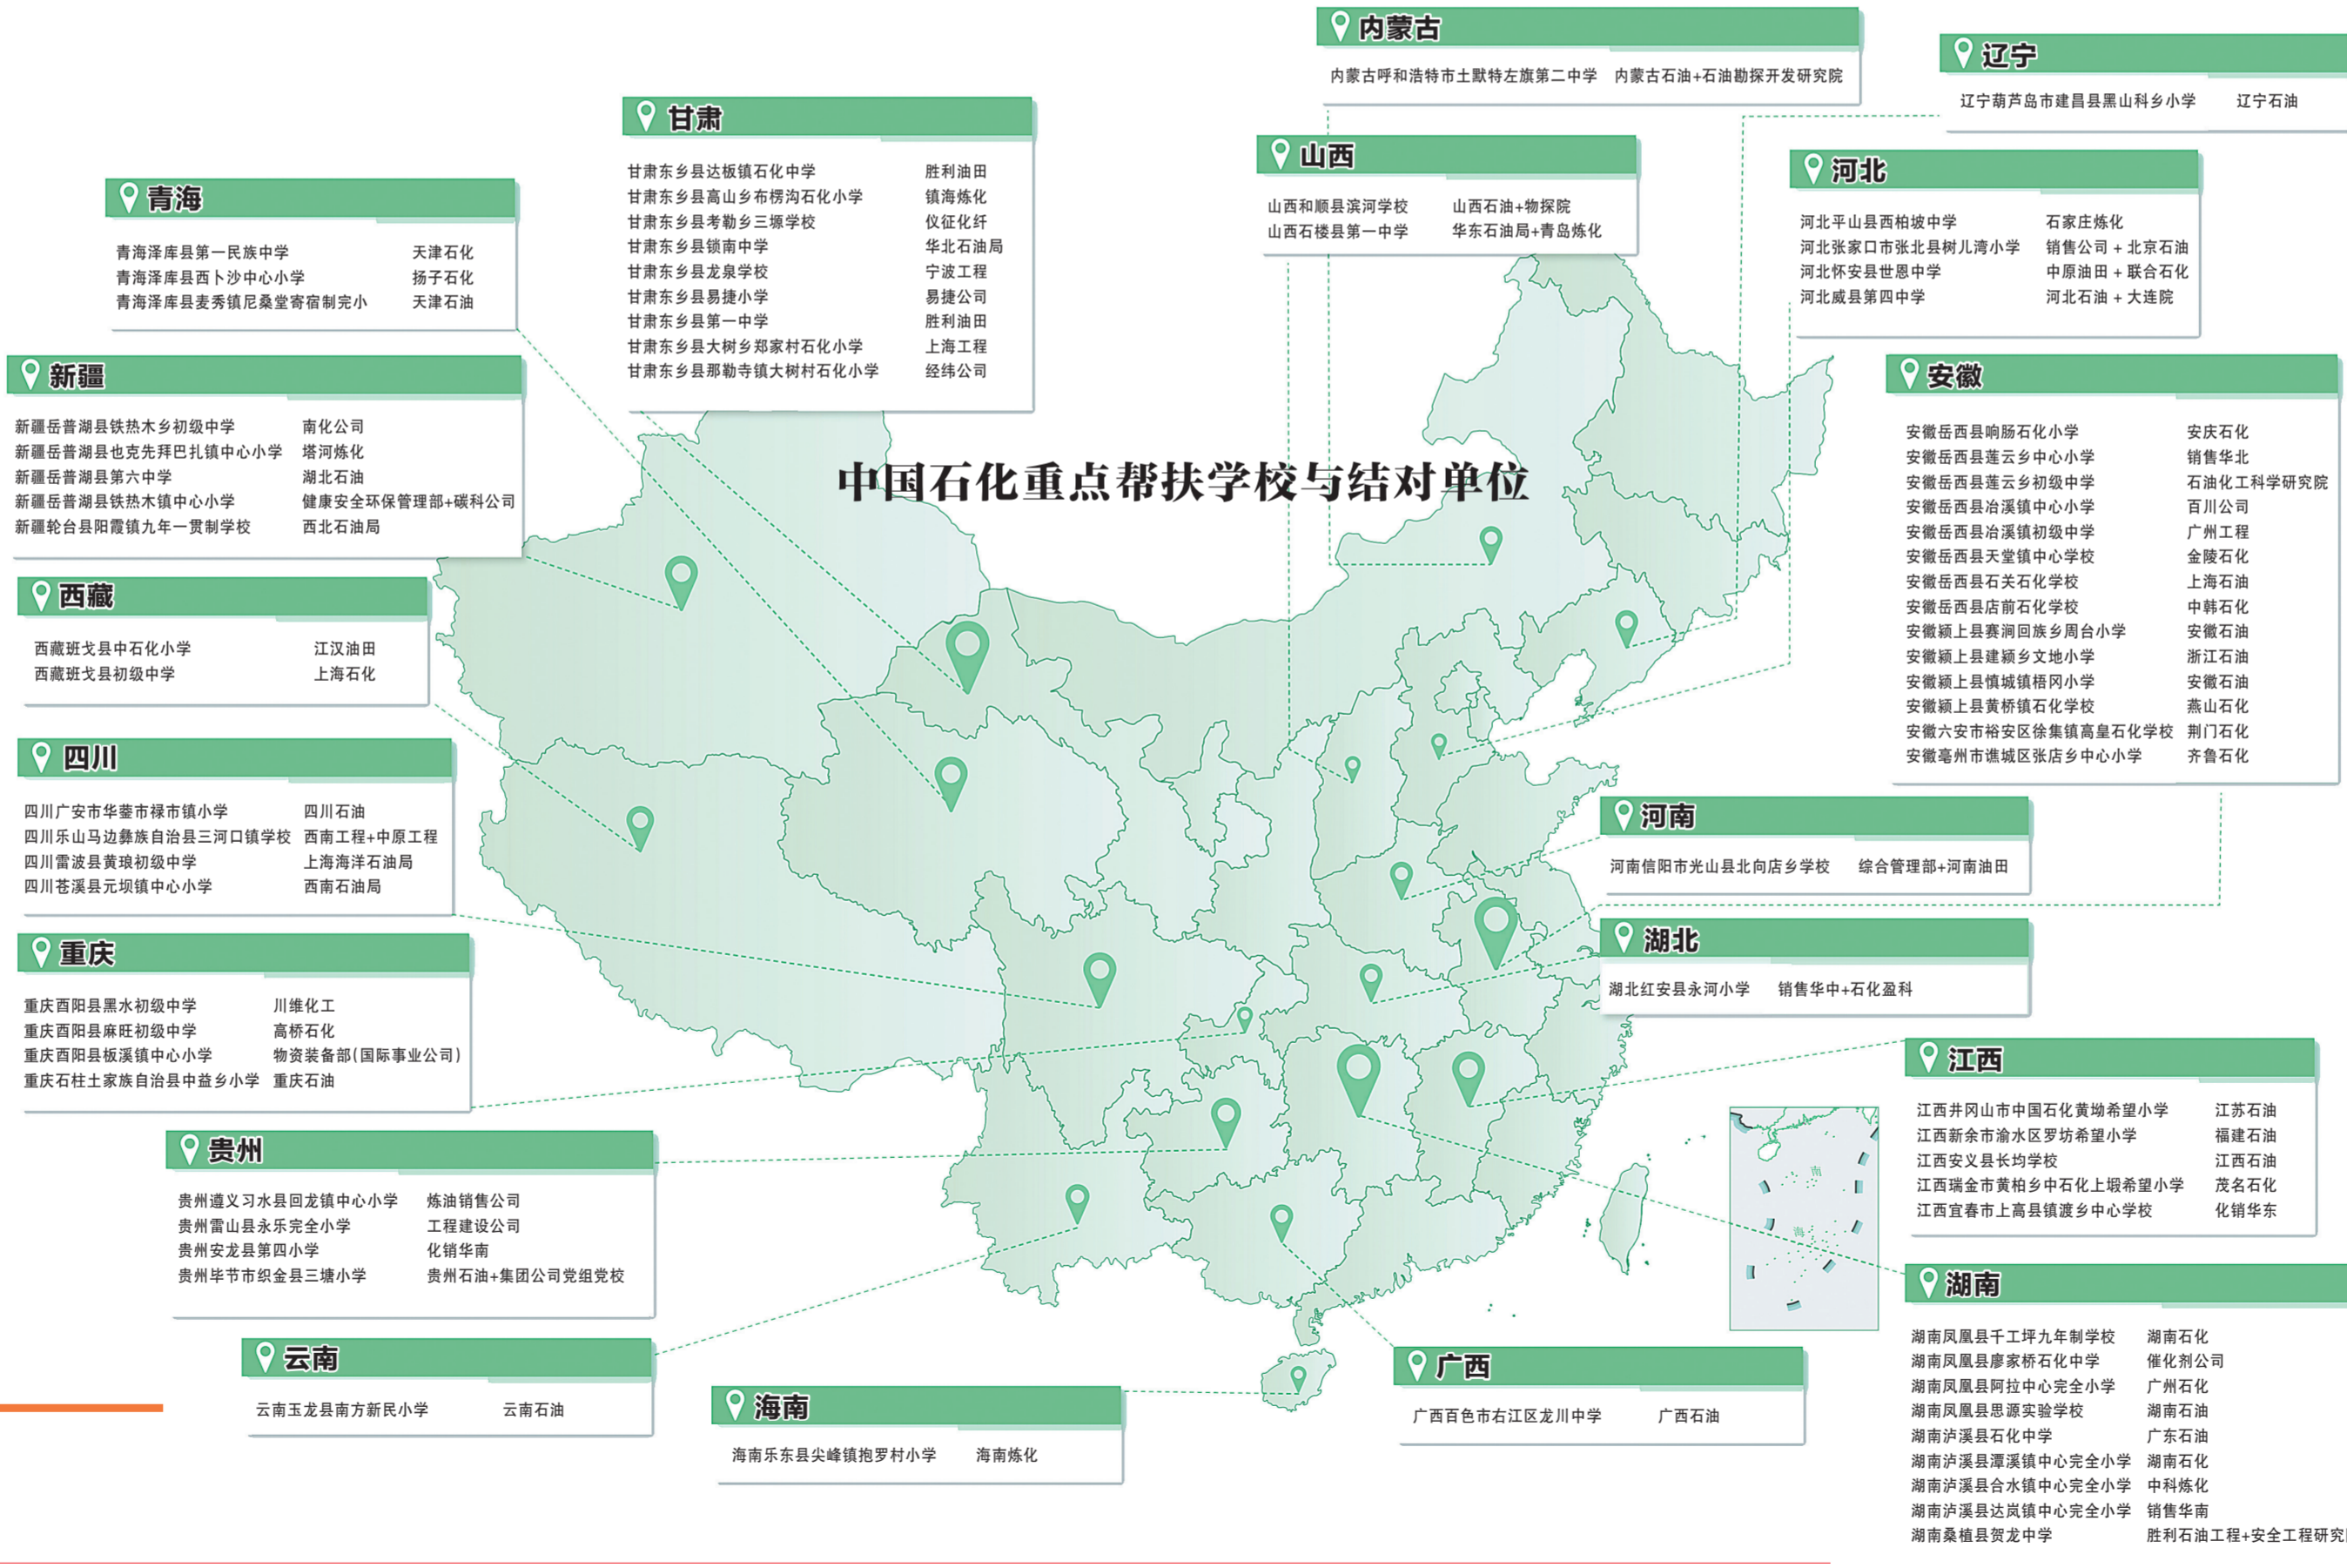 中国石化重点帮扶学校与结对单位
内蒙古
内蒙古呼和浩特市土默特左旗第二中学 内蒙古石油+石油勘探开发研究院
辽宁
辽宁葫芦岛市建昌县黑山科乡小学 辽宁石油
甘肃
甘肃东乡县达板镇石化中学 胜利油田
甘肃东乡县高山乡布楞沟石化小学 镇海炼化
甘肃东乡县考勒乡三塬学校 仪征化纤
甘肃东乡县锁南中学 华北石油局
甘肃东乡县龙泉学校 宁波工程
甘肃东乡县易捷小学 易捷公司
甘肃东乡县第一中学 胜利油田
甘肃东乡县大树乡郑家村石化小学 上海工程
甘肃东乡县那勒寺镇大树村石化小学 经纬公司
山西
山西和顺县滨河学校 山西石油+物探院
山西石楼县第一中学 华东石油局+青岛炼化
河北
河北平山县西柏坡中学 石家庄炼化
河北张家口市张北县树儿湾小学 销售公司 + 北京石油
河北怀安县世恩中学 中原油田 + 联合石化
河北威县第四中学 河北石油 + 大连院
青海
青海泽库县第一民族中学 天津石化
青海泽库县西卜沙中心小学 扬子石化
青海泽库县麦秀镇尼桑堂寄宿制完小 天津石油
新疆
新疆岳普湖县铁热木乡初级中学 南化公司
新疆岳普湖县也克先拜巴扎镇中心小学 塔河炼化
新疆岳普湖县第六中学 湖北石油
新疆岳普湖县铁热木镇中心小学 健康安全环保管理部+碳科公司
新疆轮台县阳霞镇九年一贯制学校 西北石油局
安徽
安徽岳西县响肠石化小学 安庆石化
安徽岳西县莲云乡中心小学 销售华北
安徽岳西县莲云乡初级中学 石油化工科学研究院
安徽岳西县冶溪镇中心小学 百川公司
安徽岳西县冶溪镇初级中学 广州工程
安徽岳西县天堂镇中心学校 金陵石化
安徽岳西县石关石化学校 上海石油
安徽岳西县店前石化学校 中韩石化
安徽颍上县赛涧回族乡周台小学 安徽石油
安徽颍上县建颍乡文地小学 浙江石油
安徽颍上县慎城镇梧冈小学 安徽石油
安徽颍上县黄桥镇石化学校 燕山石化
安徽六安市裕安区徐集镇高皇石化学校 荆门石化
安徽亳州市谯城区张店乡中心小学 齐鲁石化
西藏
西藏班戈县中石化小学 江汉油田
西藏班戈县初级中学 上海石化
四川
四川广安市华蓥市禄市镇小学 四川石油
四川乐山马边彝族自治县三河口镇学校 西南工程+中原工程
四川雷波县黄琅初级中学 上海海洋石油局
四川苍溪县元坝镇中心小学 西南石油局
河南
河南信阳市光山县北向店乡学校 综合管理部+河南油田
湖北
湖北红安县永河小学 销售华中+石化盈科
重庆
重庆酉阳县黑水初级中学 川维化工
重庆酉阳县麻旺初级中学 高桥石化
重庆酉阳县板溪镇中心小学 物资装备部(国际事业公司)
重庆石柱土家族自治县中益乡小学 重庆石油
江西
江西井冈山市中国石化黄坳希望小学 江苏石油
江西新余市渝水区罗坊希望小学 福建石油
江西安义县长均学校 江西石油
江西瑞金市黄柏乡中石化上塅希望小学 茂名石化
江西宜春市上高县镇渡乡中心学校 化销华东
贵州
贵州遵义习水县回龙镇中心小学 炼油销售公司
贵州雷山县永乐完全小学 工程建设公司
贵州安龙县第四小学 化销华南
贵州毕节市织金县三塘小学 贵州石油+集团公司党组党校
南
海
湖南
湖南凤凰县千工坪九年制学校 湖南石化
湖南凤凰县廖家桥石化中学 催化剂公司
湖南凤凰县阿拉中心完全小学 广州石化
湖南凤凰县思源实验学校 湖南石油
湖南泸溪县石化中学 广东石油
湖南泸溪县潭溪镇中心完全小学 湖南石化
湖南泸溪县合水镇中心完全小学 中科炼化
湖南泸溪县达岚镇中心完全小学 销售华南
湖南桑植县贺龙中学 胜利石油工程+安全工程研究
云南
云南玉龙县南方新民小学 云南石油
海南
海南乐东县尖峰镇抱罗村小学 海南炼化
广西
广西百色市右江区龙川中学 广西石油